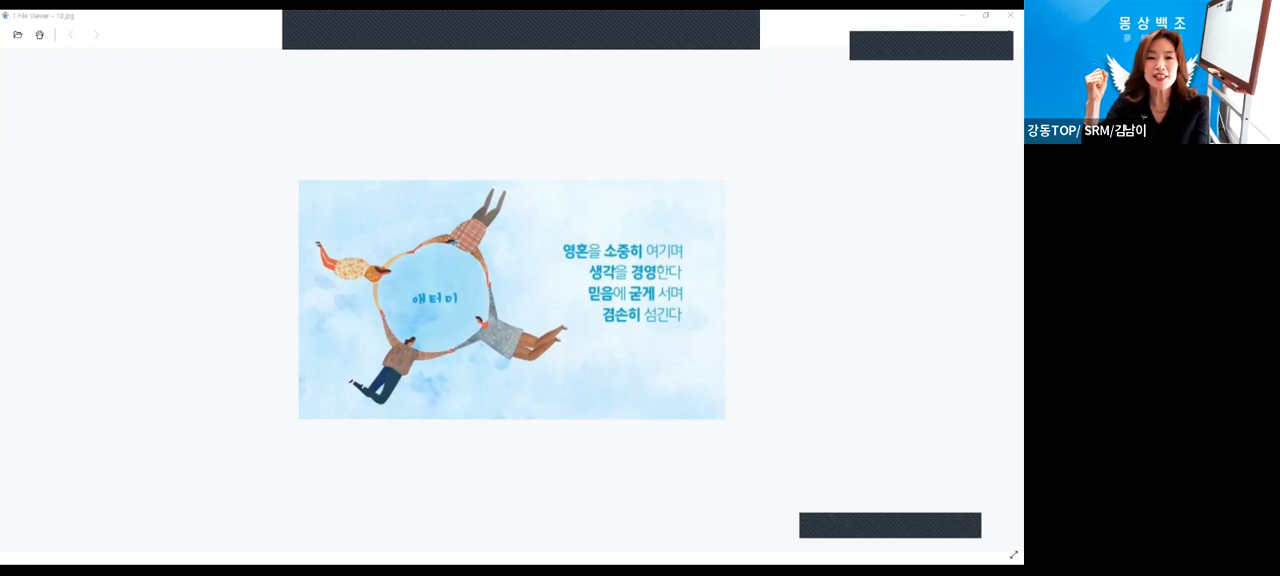 1 File Viewer - 10.jpg
애터미
영혼을 소중히 여기며
생각을 경영한다
믿음에 굳게 서며
겸손히 섬긴다
몽상백조
강동TOP/ SRM/김남이